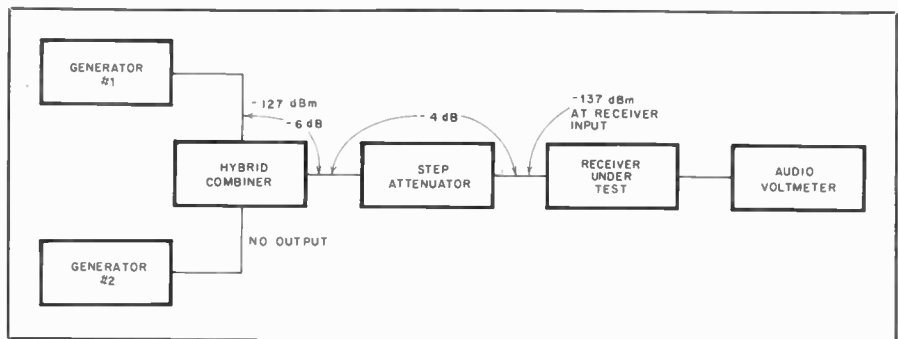 GENERATOR
#1
-127 dBm
-6 dB
-4 dB
-137 dBm
AT RECEIVER
INPUT
HYBRID
COMBINER
STEP
ATTENUATOR
RECEIVER
UNDER
TEST
AUDIO
VOLTMETER
NO OUTPUT
GENERATOR
#2